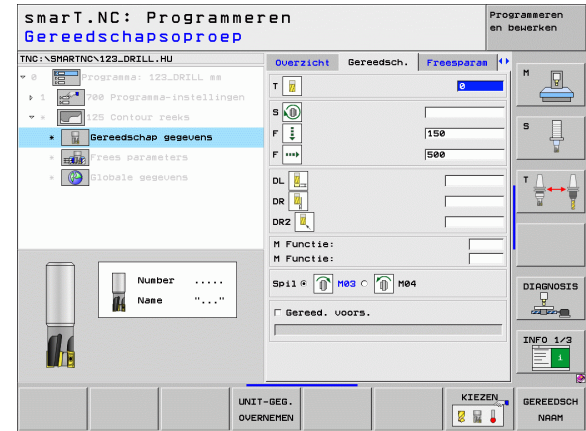 smarT.NC: Programmeren
Gereedschapsoproep
Programmeren
en bewerken
TNC:\SMARTNC\123_DRILL.HU
0 Programma: 123_DRILL mm
1 700 Programma-instellingen
* 125 Contour reeks
* Gereedschap gegevens
* Frees parameters
* Globale gegevens
Number .....
Name "..."
Overzicht Gereedsch. Freesparam
T 0
S
F 150
F 500
DL
DR
DR2
M Functie:
M Functie:
Spil M03 M04
Gereed. voors.
M
S
T
DIAGNOSIS
INFO 1/3
UNIT-GEG.
OVERNEMEN
KIEZEN
GEREEDSCH
NAAM